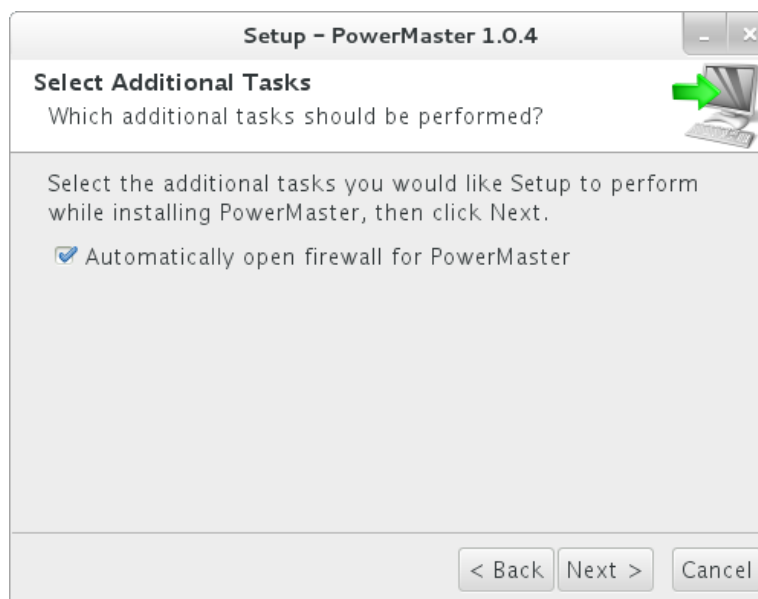 Setup – PowerMaster 1.0.4
Select Additional Tasks
Which additional tasks should be performed?
Select the additional tasks you would like Setup to perform
while installing PowerMaster, then click Next.
Automatically open firewall for PowerMaster
< Back Next > Cancel